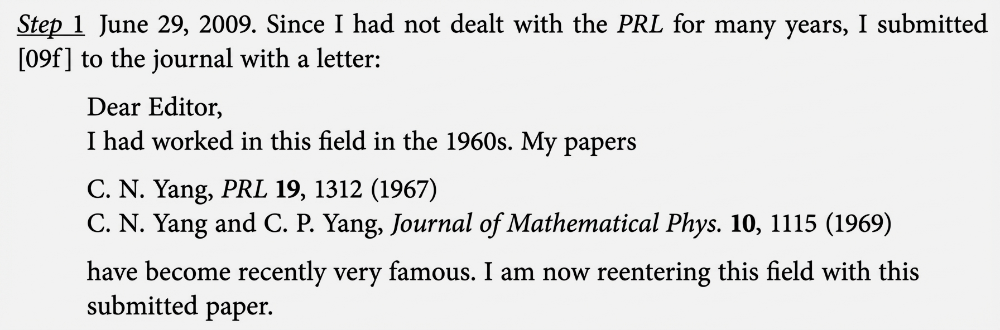 Step 1 June 29, 2009. Since I had not dealt with the PRL for many years, I submitted
[09f] to the journal with a letter:
Dear Editor,
I had worked in this field in the 1960s. My papers
C. N. Yang, PRL 19, 1312 (1967)
C. N. Yang and C. P. Yang, Journal of Mathematical Phys. 10, 1115 (1969)
have become recently very famous. I am now reentering this field with this
submitted paper.